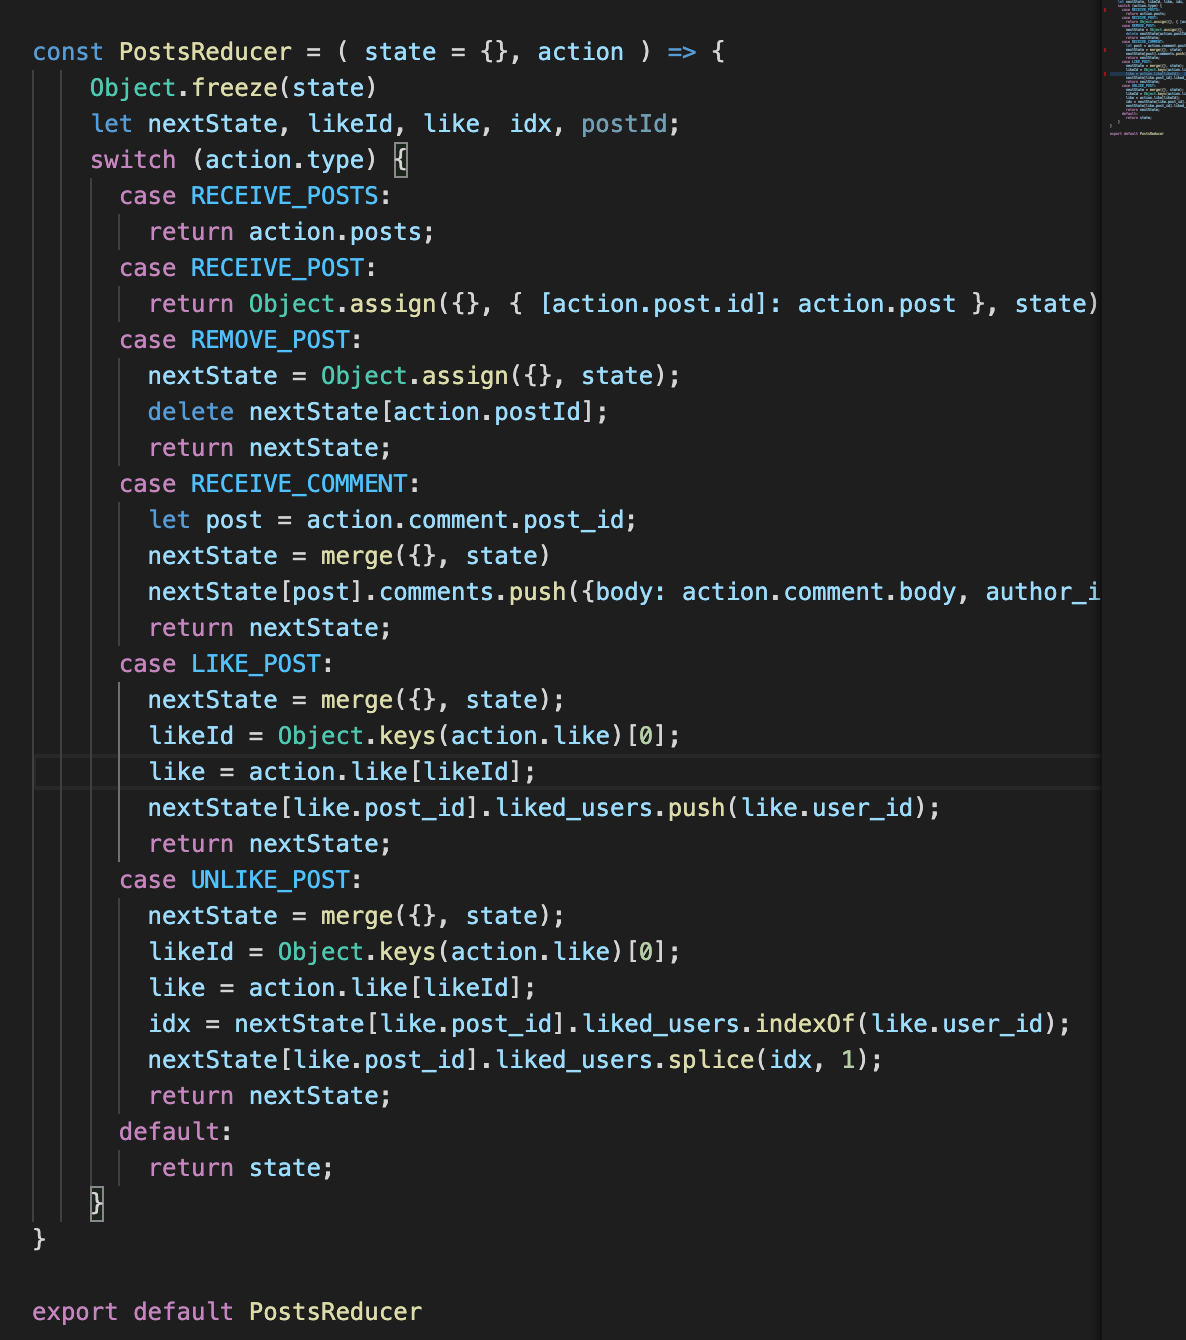 const PostsReducer = ( state = {}, action ) => {
    Object.freeze(state)
    let nextState, likeId, like, idx, postId;
    switch (action.type) {
      case RECEIVE_POSTS:
        return action.posts;
      case RECEIVE_POST:
        return Object.assign({}, { [action.post.id]: action.post }, state)
      case REMOVE_POST:
        nextState = Object.assign({}, state);
        delete nextState[action.postId];
        return nextState;
      case RECEIVE_COMMENT:
        let post = action.comment.post_id;
        nextState = merge({}, state)
        nextState[post].comments.push({body: action.comment.body, author_i
        return nextState;
      case LIKE_POST:
        nextState = merge({}, state);
        likeId = Object.keys(action.like)[0];
        like = action.like[likeId];
        nextState[like.post_id].liked_users.push(like.user_id);
        return nextState;
      case UNLIKE_POST:
        nextState = merge({}, state);
        likeId = Object.keys(action.like)[0];
        like = action.like[likeId];
        idx = nextState[like.post_id].liked_users.indexOf(like.user_id);
        nextState[like.post_id].liked_users.splice(idx, 1);
        return nextState;
      default:
        return state;
    }
}

export default PostsReducer